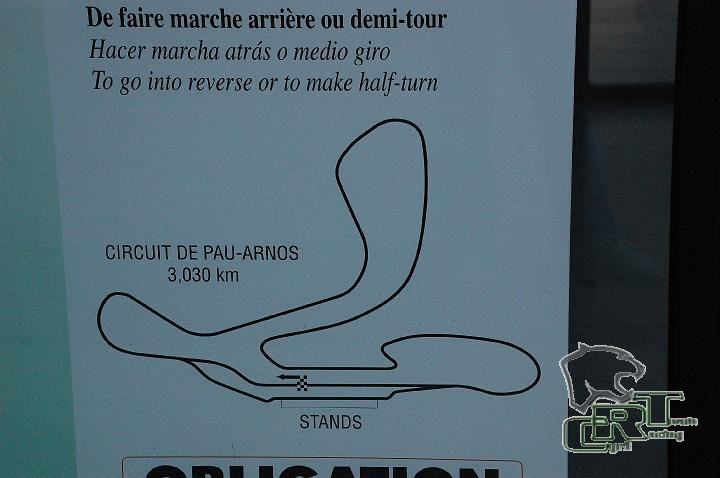 De faire marche arrière ou demi-tour
Hacer marcha atrás o medio giro
To go into reverse or to make half-turn
CIRCUIT DE PAU-ARNOS
3,030 km
STANDS
OBLIGATION